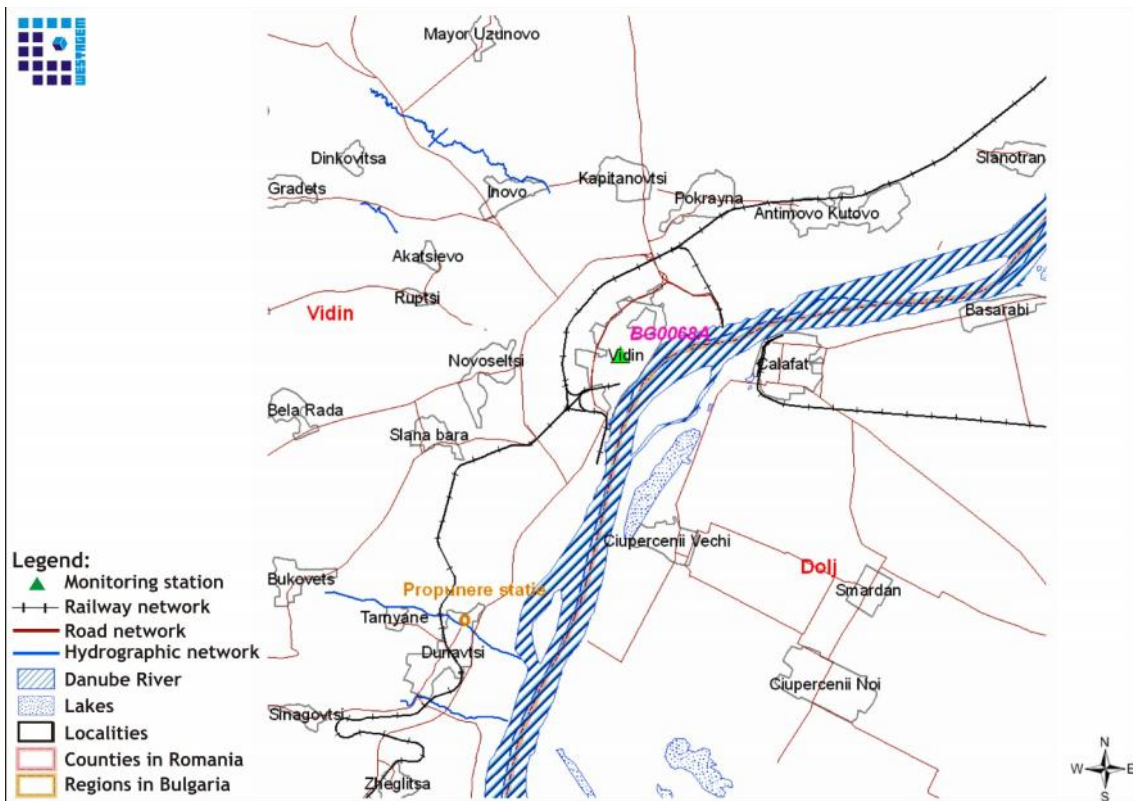 WESTAGEM
Mayor Uzunovo
Dinkovitsa
Gradets
Inovo
Kapitanovtsi
Pokrayna
Antimovo Kutovo
Slanotran
Akatsievo
Ruptsi
Vidin
BG0068A
Vidin
Novoseltsi
Calafat
Basarabi
Bela Rada
Slana bara
Ciupercenii Vechi
Dolj
Smardan
Bukovets
Propunere statie
Tamyane
Dunavtsi
Ciupercenii Noi
Sinagovtsi
Zheglitsa
Legend:
Monitoring station
Railway network
Road network
Hydrographic network
Danube River
Lakes
Localities
Counties in Romania
Regions in Bulgaria
N
W E
S